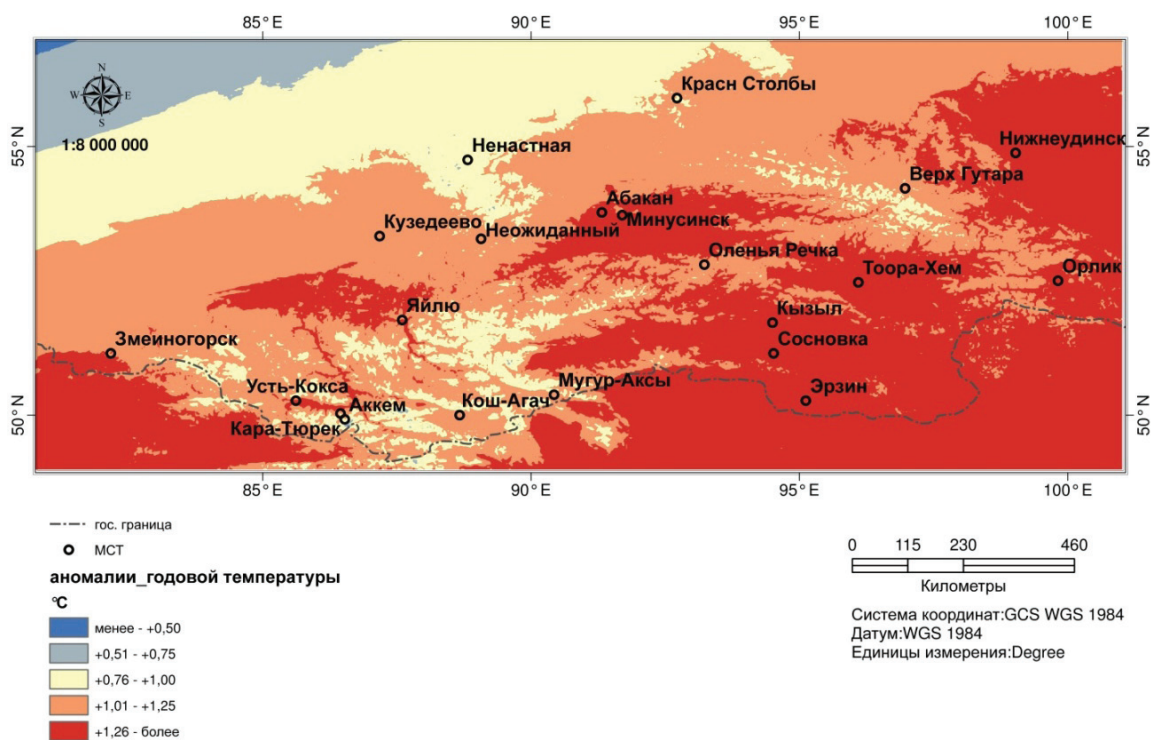 85°E 90°E 95°E 100°E
N
W E
S
1:8 000 000
55°N 55°N
50°N 50°N
Красн Столбы
Ненастная
Нижнеудинск
Верх Гутара
Абакан
Минусинск
Кузедеево
Неожиданный
Оленья Речка
Тоора-Хем
Орлик
Яйлю
Кызыл
Змеиногорск
Сосновка
Усть-Кокса
Мугур-Аксы
Эрзин
Аккем
Кош-Агач
Кара-Тюрек
85°E 90°E 95°E 100°E
гос. граница
МСТ
аномалии_годовой температуры
°C
менее - +0,50
+0,51 - +0,75
+0,76 - +1,00
+1,01 - +1,25
+1,26 - более
0 115 230 460
Километры
Система координат:GCS WGS 1984
Датум:WGS 1984
Единицы измерения:Degree